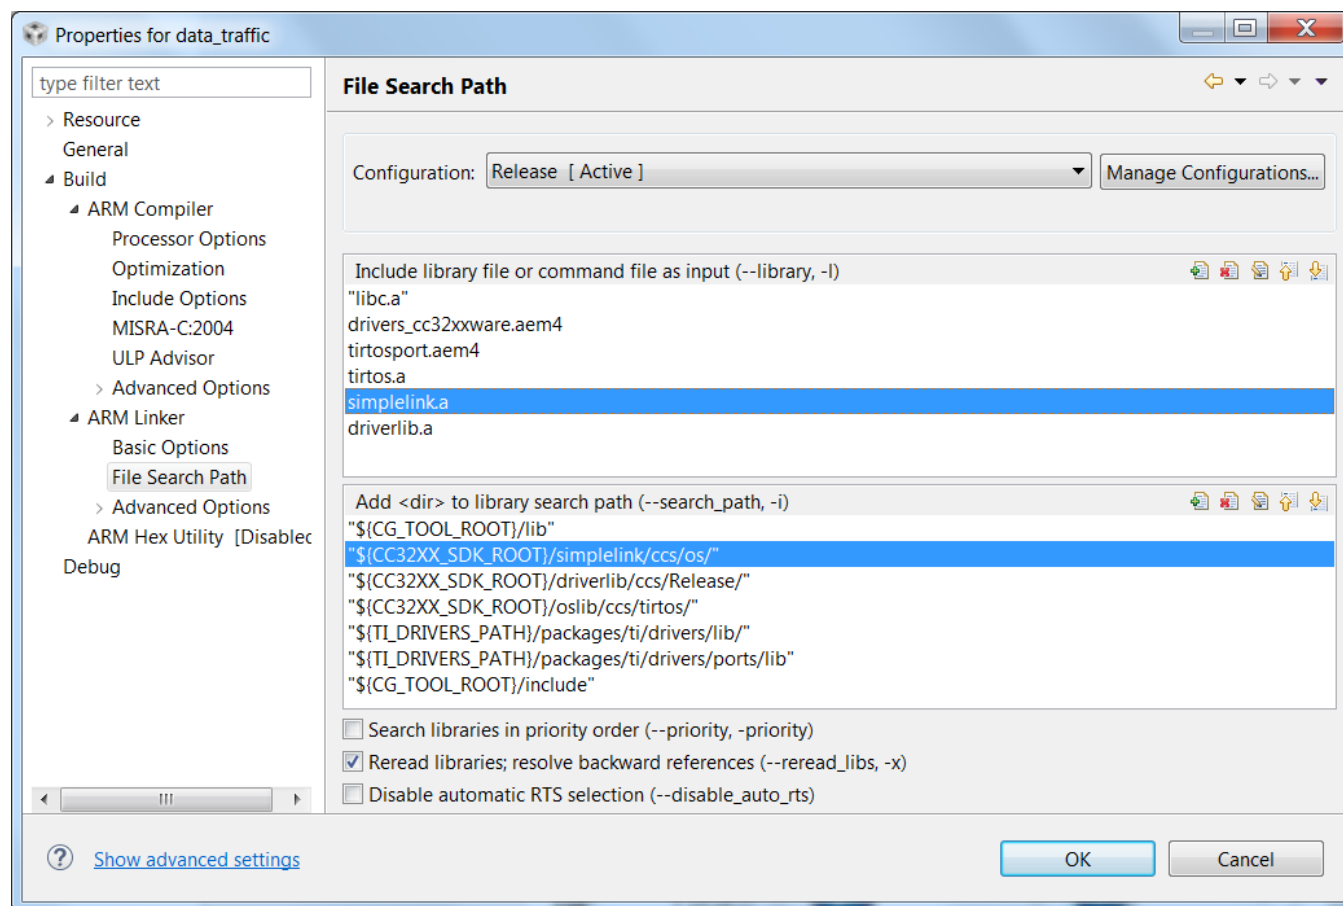 Properties for data_traffic
type filter text
Resource
General
Build
ARM Compiler
Processor Options
Optimization
Include Options
MISRA-C:2004
ULP Advisor
Advanced Options
ARM Linker
Basic Options
File Search Path
Advanced Options
ARM Hex Utility [Disablec
Debug
File Search Path
Configuration: Release [ Active ] Manage Configurations...
Include library file or command file as input (--library, -l)
"libc.a"
drivers_cc32xxware.aem4
tirtosport.aem4
tirtos.a
simplelink.a
driverlib.a
Add <dir> to library search path (--search_path, -i)
"${CG_TOOL_ROOT}/lib"
"${CC32XX_SDK_ROOT}/simplelink/ccs/os/"
"${CC32XX_SDK_ROOT}/driverlib/ccs/Release/"
"${CC32XX_SDK_ROOT}/oslib/ccs/tirtos/"
"${TI_DRIVERS_PATH}/packages/ti/drivers/lib/"
"${TI_DRIVERS_PATH}/packages/ti/drivers/ports/lib"
"${CG_TOOL_ROOT}/include"
Search libraries in priority order (--priority, -priority)
Reread libraries; resolve backward references (--reread_libs, -x)
Disable automatic RTS selection (--disable_auto_rts)
Show advanced settings
OK
Cancel